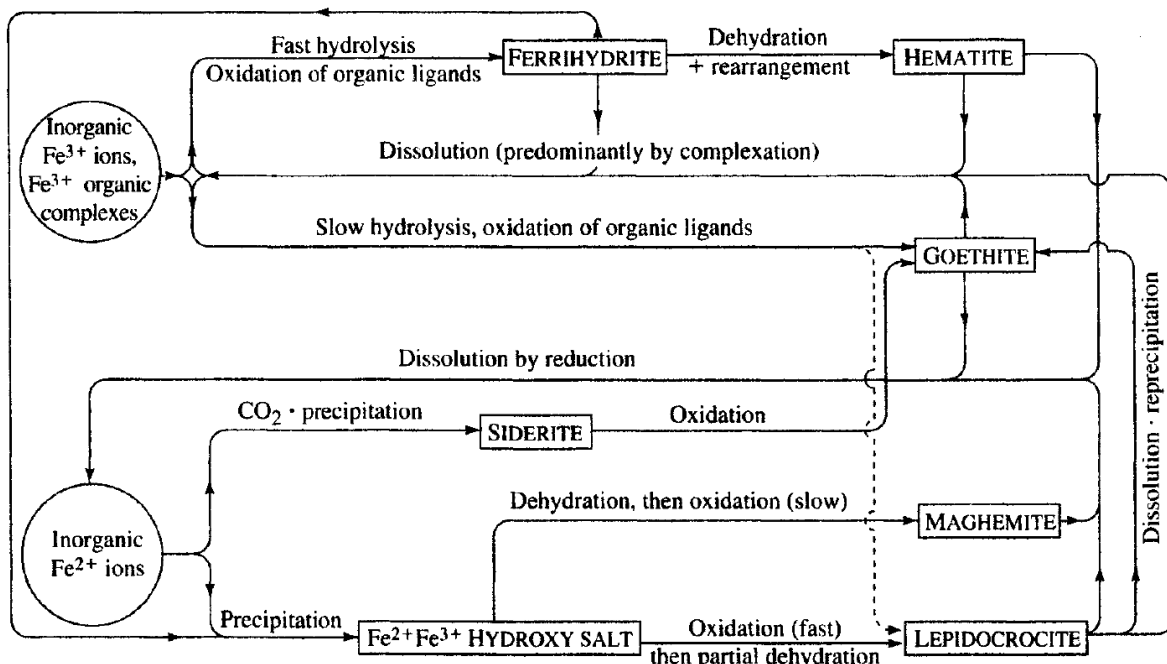 Fast hydrolysis
Oxidation of organic ligands
FERRIHYDRITE
Dehydration
+ rearrangement
HEMATITE
Inorganic
Fe³⁺ ions,
Fe³⁺ organic
complexes
Dissolution (predominantly by complexation)
Slow hydrolysis, oxidation of organic ligands
GOETHITE
Dissolution by reduction
CO₂ · precipitation
SIDERITE
Oxidation
Dissolution · reprecipitation
Dehydration, then oxidation (slow)
MAGHEMITE
Inorganic
Fe²⁺ ions
Precipitation
Fe²⁺ Fe³⁺ HYDROXY SALT
Oxidation (fast)
then partial dehydration
LEPIDOCROCITE